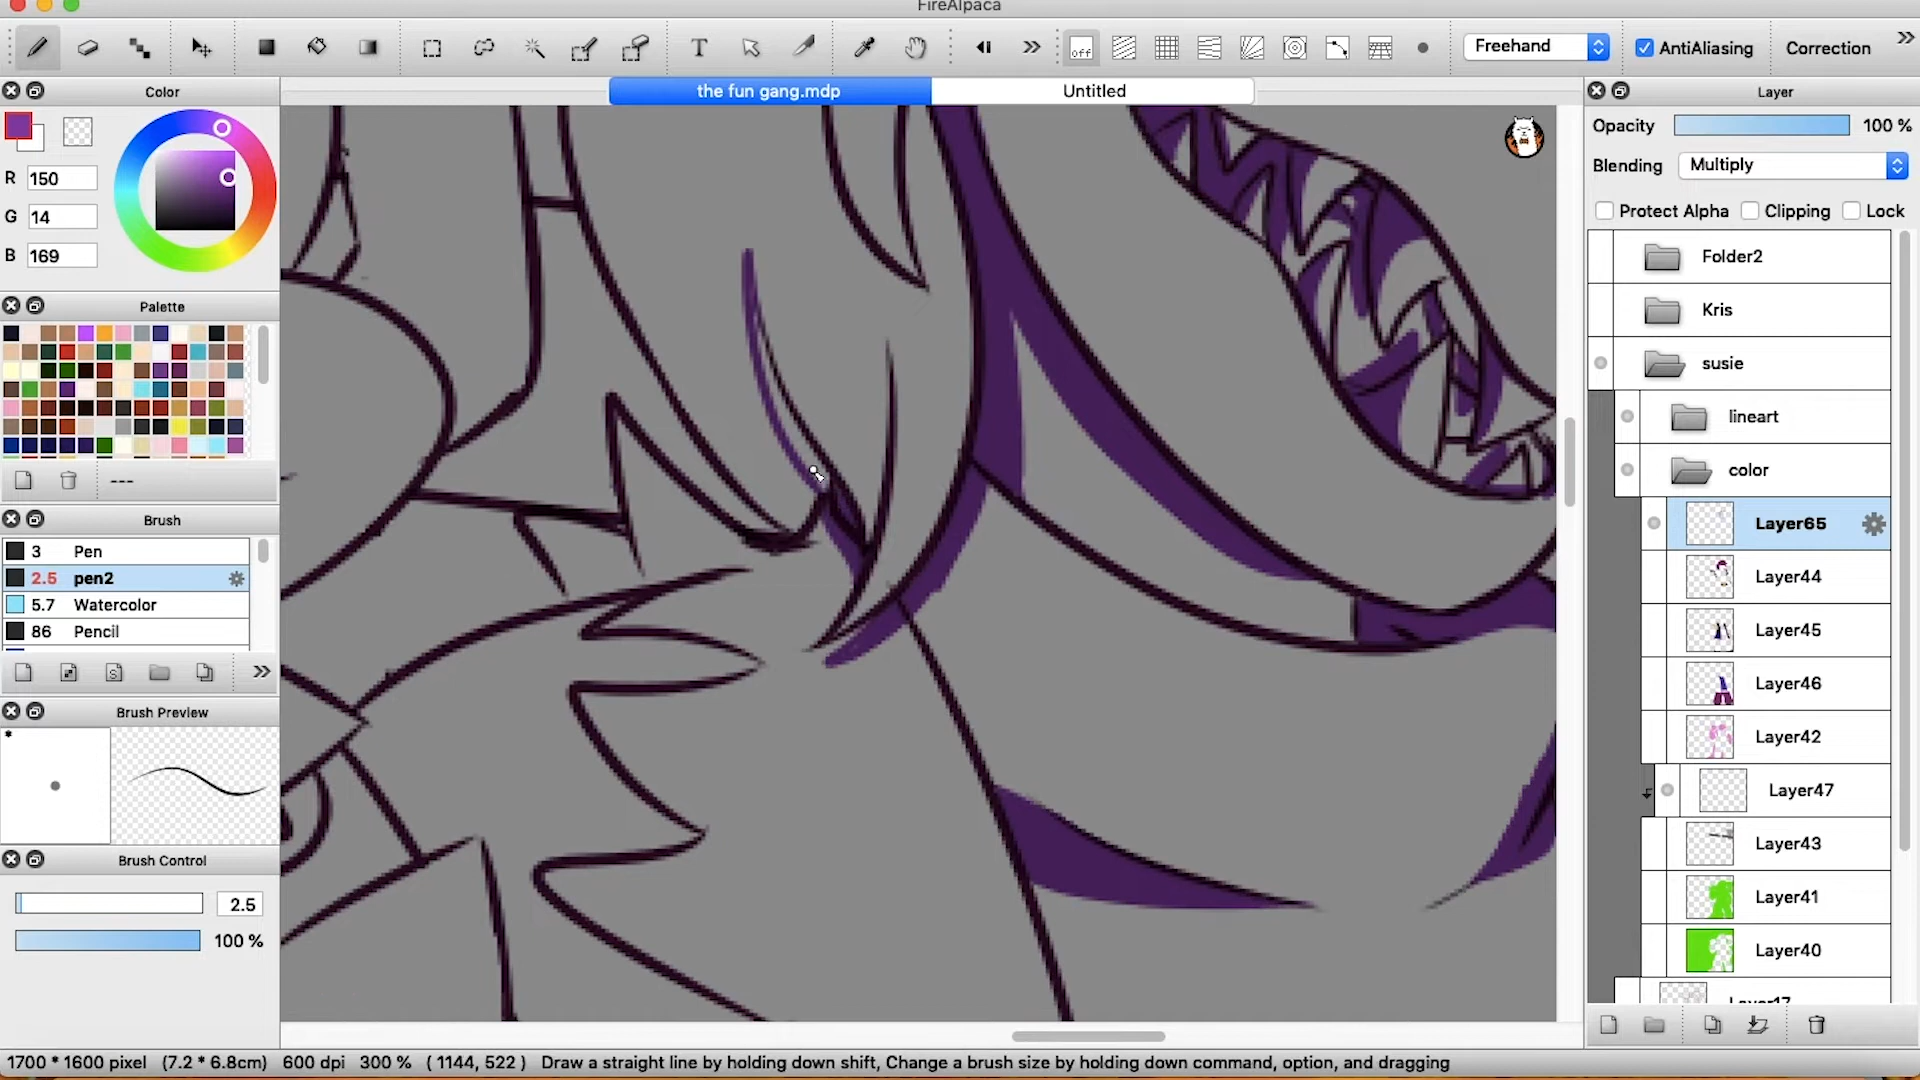 FireAlpaca
off
Freehand
AntiAliasing
Correction
Color
the fun gang.mdp
Untitled
Layer
R 150
G 14
B 169
Opacity 100 %
Blending Multiply
Protect Alpha
Clipping
Lock
Palette
---
Brush
3 Pen
2.5 pen2
5.7 Watercolor
86 Pencil
Brush Preview
Brush Control
2.5
100 %
Folder2
Kris
susie
lineart
color
Layer65
Layer44
Layer45
Layer46
Layer42
Layer47
Layer43
Layer41
Layer40
1700 * 1600 pixel (7.2 * 6.8cm) 600 dpi 300 % ( 1144, 522 ) Draw a straight line by holding down shift, Change a brush size by holding down command, option, and dragging